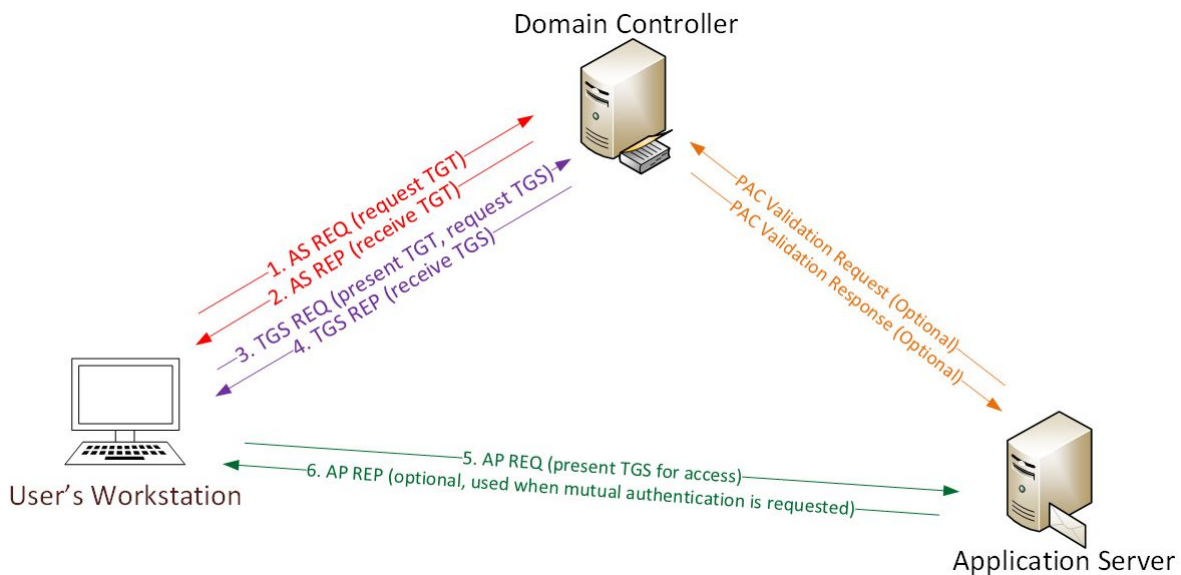 Domain Controller
1. AS REQ (request TGT)
2. AS REP (receive TGT)
3. TGS REQ (present TGT, request TGS)
4. TGS REP (receive TGS)
PAC Validation Request (Optional)
PAC Validation Response (Optional)
5. AP REQ (present TGS for access)
6. AP REP (optional, used when mutual authentication is requested)
User's Workstation
Application Server